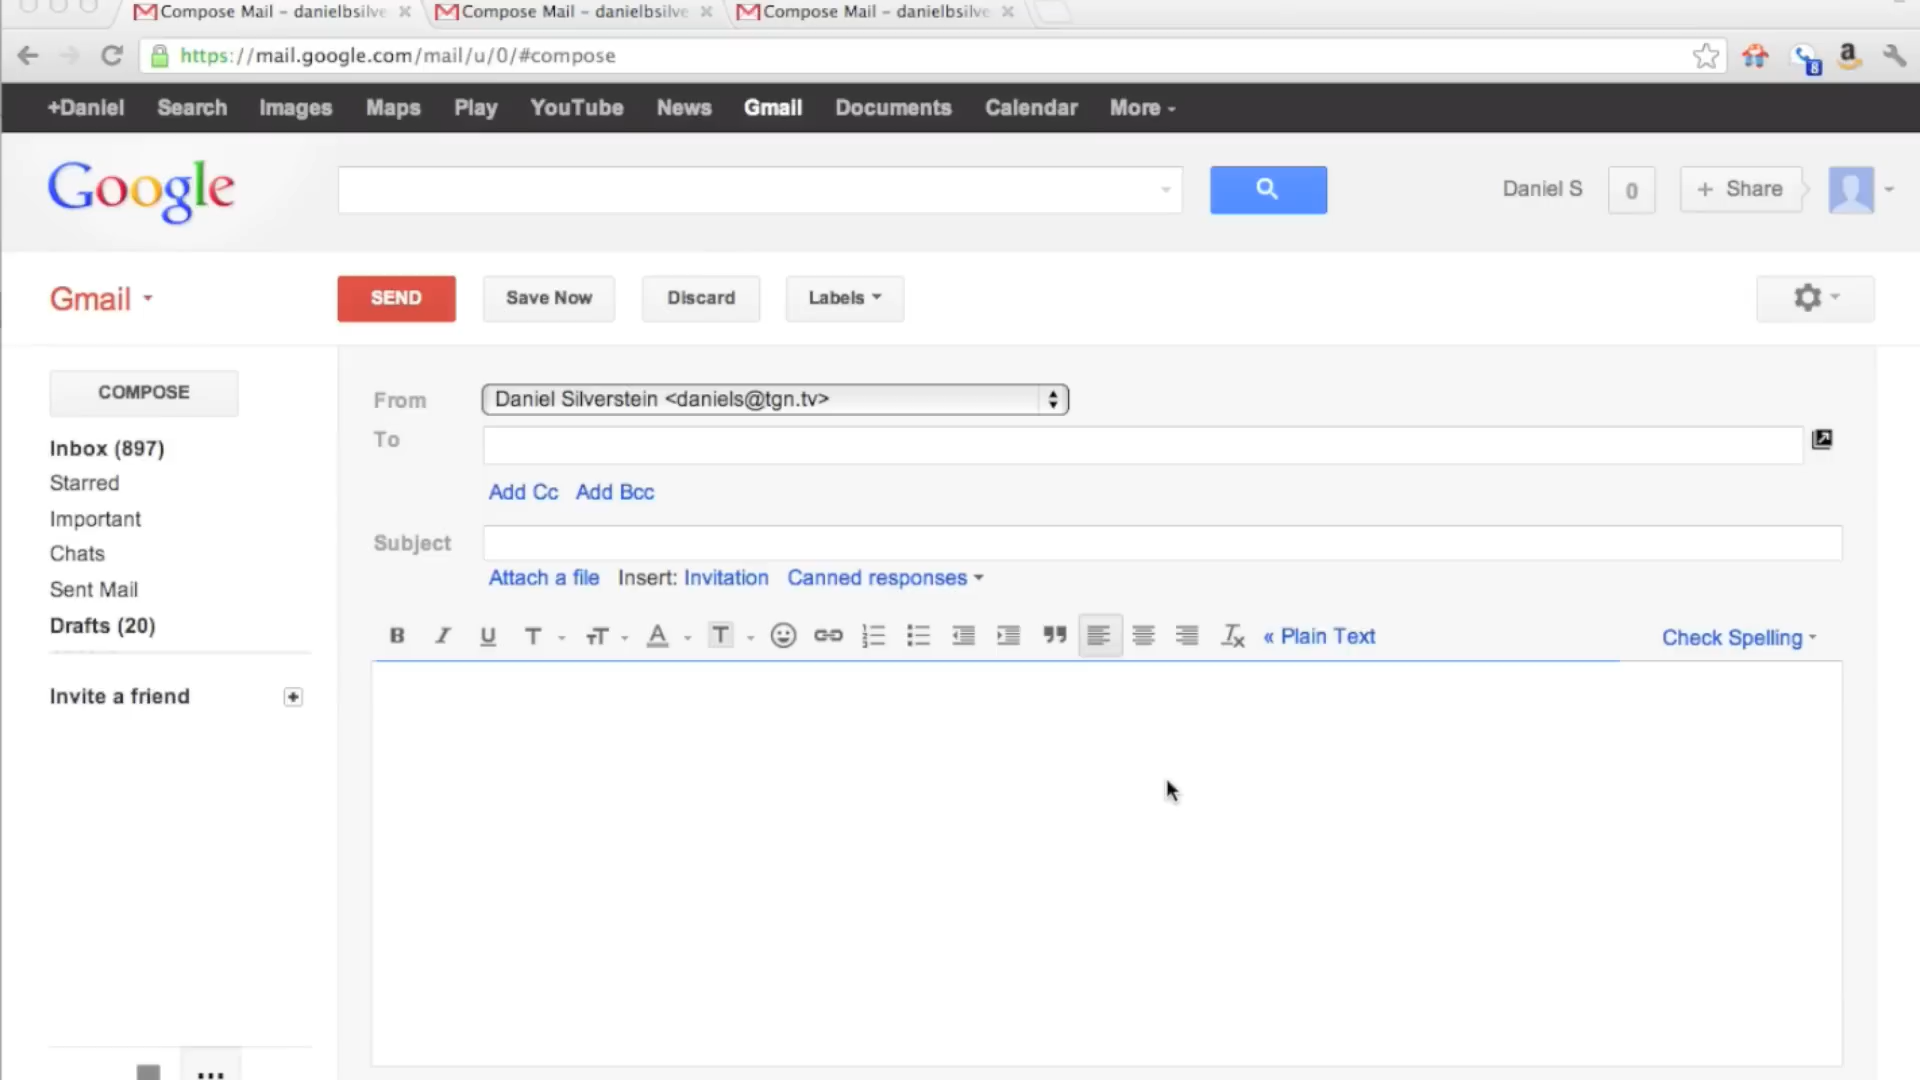 Compose Mail – danielbsilve
Compose Mail – danielbsilve
Compose Mail – danielbsilve
https://mail.google.com/mail/u/0/#compose
8
a
+Daniel Search Images Maps Play YouTube News Gmail Documents Calendar More
Google
Daniel S 0 + Share
Gmail SEND Save Now Discard Labels
COMPOSE
From Daniel Silverstein <daniels@tgn.tv>
To
Inbox (897)
Starred
Important
Chats
Sent Mail
Drafts (20)
Invite a friend
Add Cc Add Bcc
Subject
Attach a file Insert: Invitation Canned responses
B I U T TT A T Tx « Plain Text Check Spelling